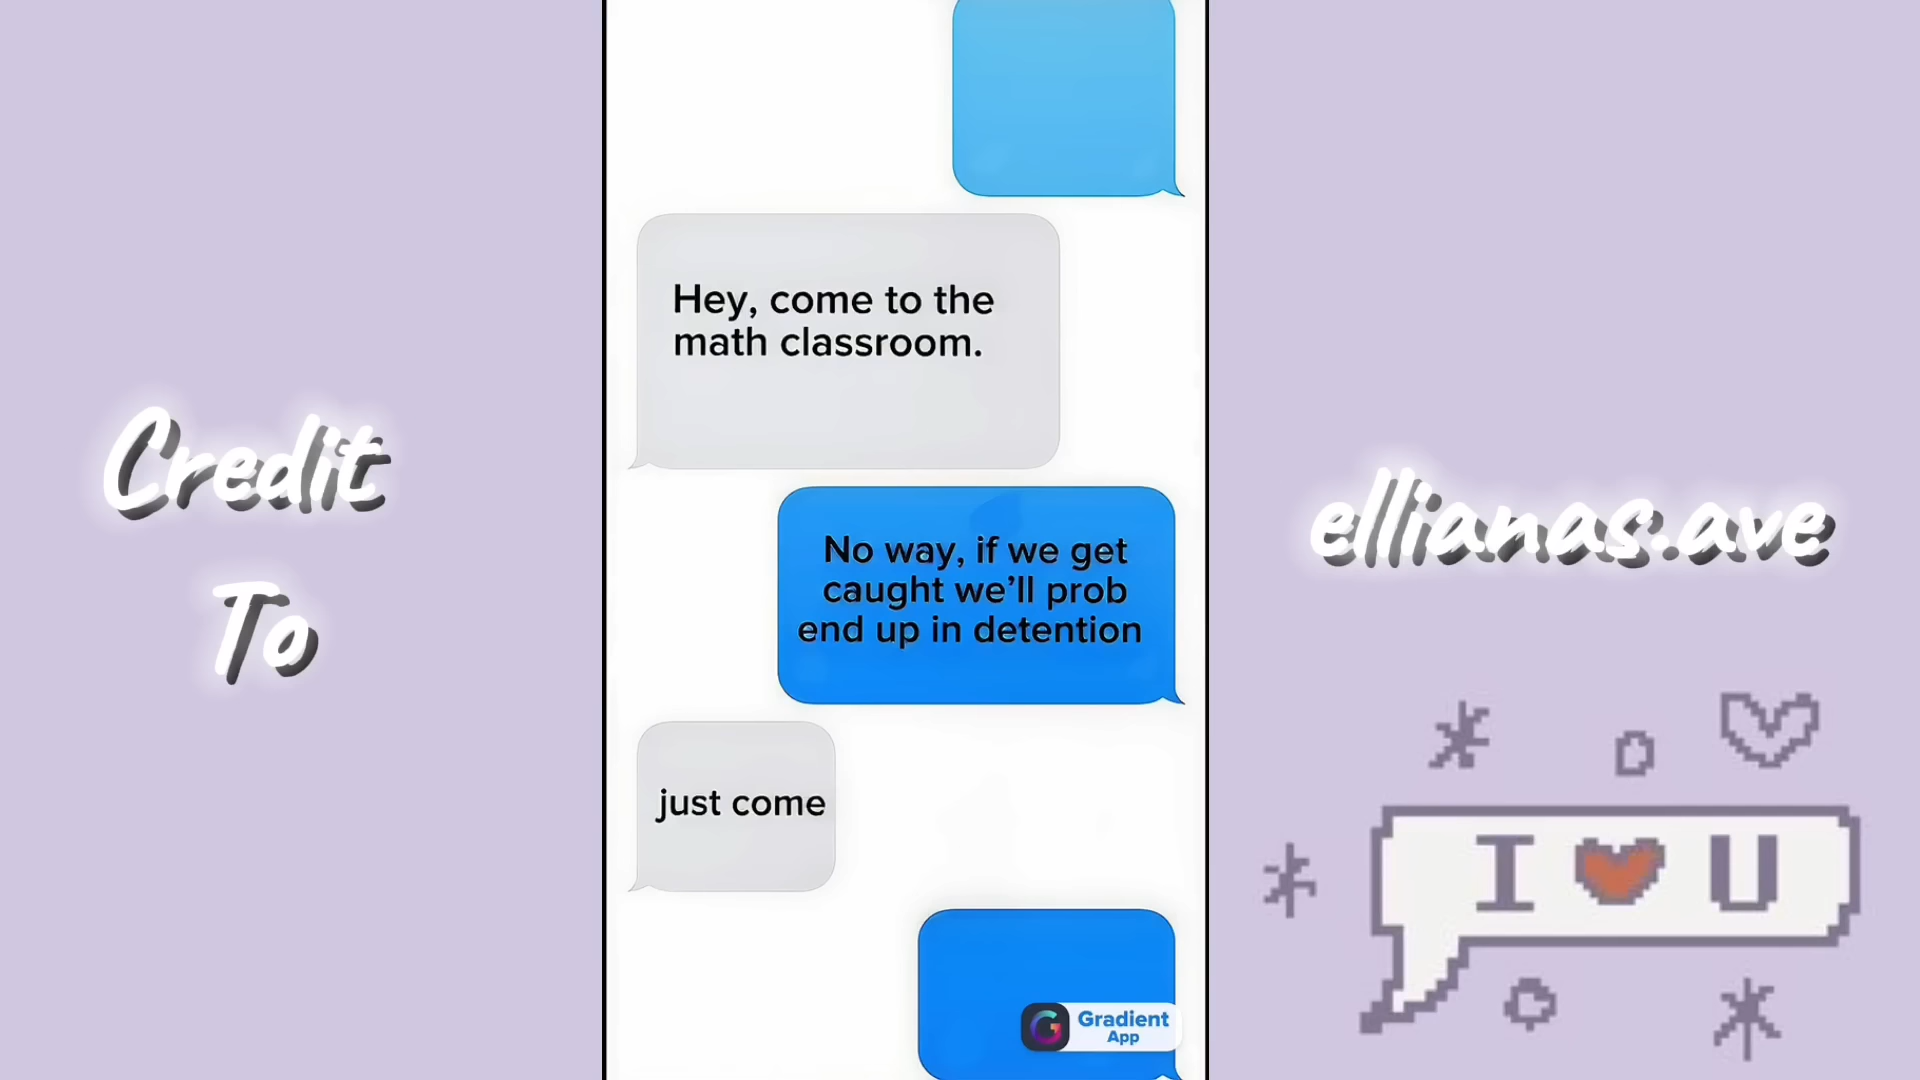 Credit
To
Hey, come to the
math classroom.
No way, if we get
caught we’ll prob
end up in detention
just come
Gradient
App
ellianas.ave
I ❤ U